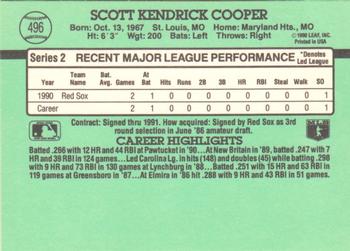 496
SCOTT KENDRICK COOPER
Born: Oct. 13, 1967 St. Louis, MO Home: Maryland Hts., MO
Ht: 6'3" Wgt: 200 Bats: Left Throws: Right
© 1990 LEAF, INC.
Printed in USA
Series 2 RECENT MAJOR LEAGUE PERFORMANCE *Denotes Led League
Year Team Name Bat. Avg. Games At Bat Hits Runs 2B 3B HR RBI Steal Walk SO
1990 Red Sox 2 1 0 0 0 0 0 0 0 0 1
Career 2 1 0 0 0 0 0 0 0 0 1
Contract: Signed thru 1991. How acquired: Signed by Red Sox as 3rd
round selection in June '86 amateur draft.
CAREER HIGHLIGHTS
Batted .266 with 12 HR and 44 RBI at Pawtucket in '90...At New Britain in '89, batted .247 with 7
HR and 39 RBI in 124 games...Led Carolina Lg. in hits (148) and doubles (45) while batting .298
with 9 HR and 73 RBI in 130 games at Lynchburg in '88...Batted .251 with 15 HR and 63 RBI in
119 games at Greensboro in '87...At Elmira in '86 hit .288 with 9 HR and 43 RBI in 51 games.